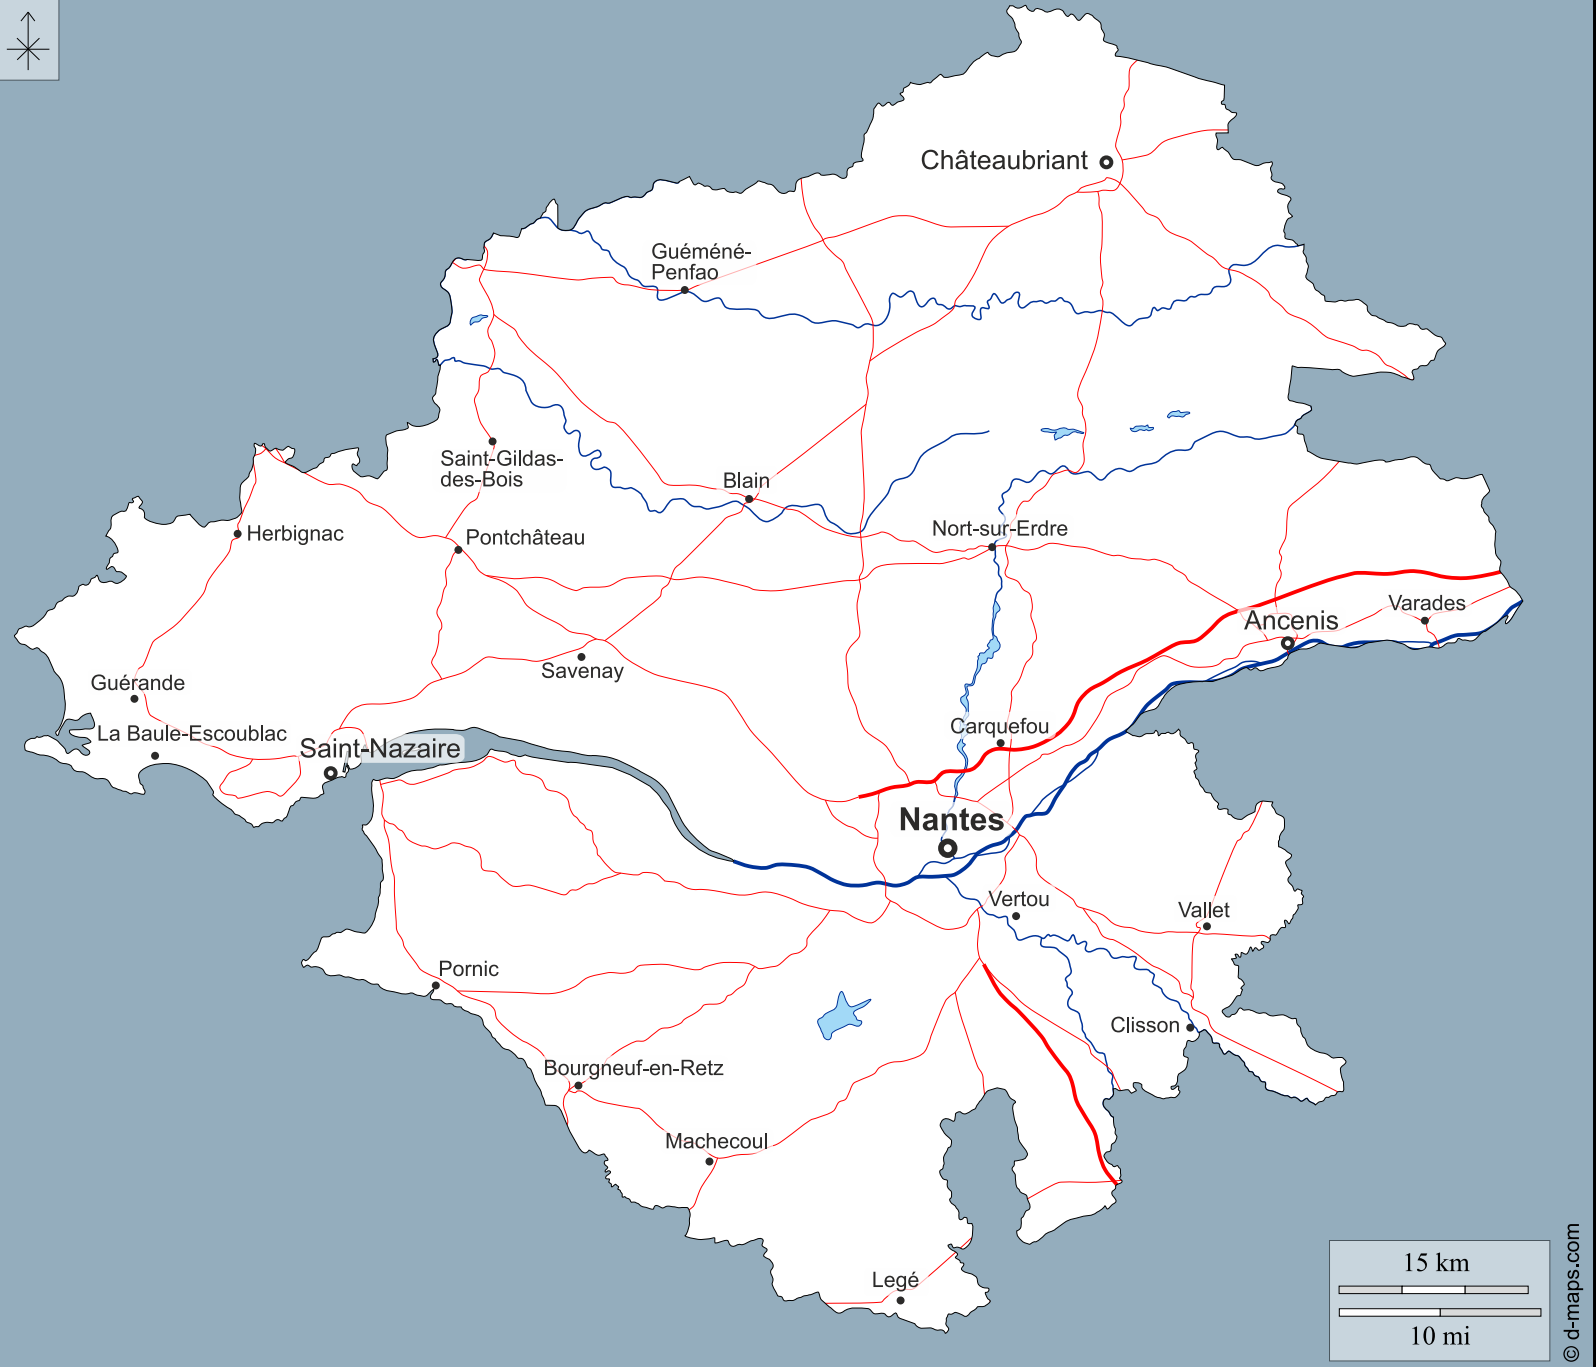 Châteaubriant
Guéméné-
Penfao
Saint-Gildas-
des-Bois
Blain
Herbignac
Pontchâteau
Nort-sur-Erdre
Varades
Ancenis
Savenay
Guérande
La Baule-Escoublac
Saint-Nazaire
Carquefou
Nantes
Vertou
Vallet
Pornic
Clisson
Bourgneuf-en-Retz
Machecoul
Legé
15 km
10 mi
© d-maps.com